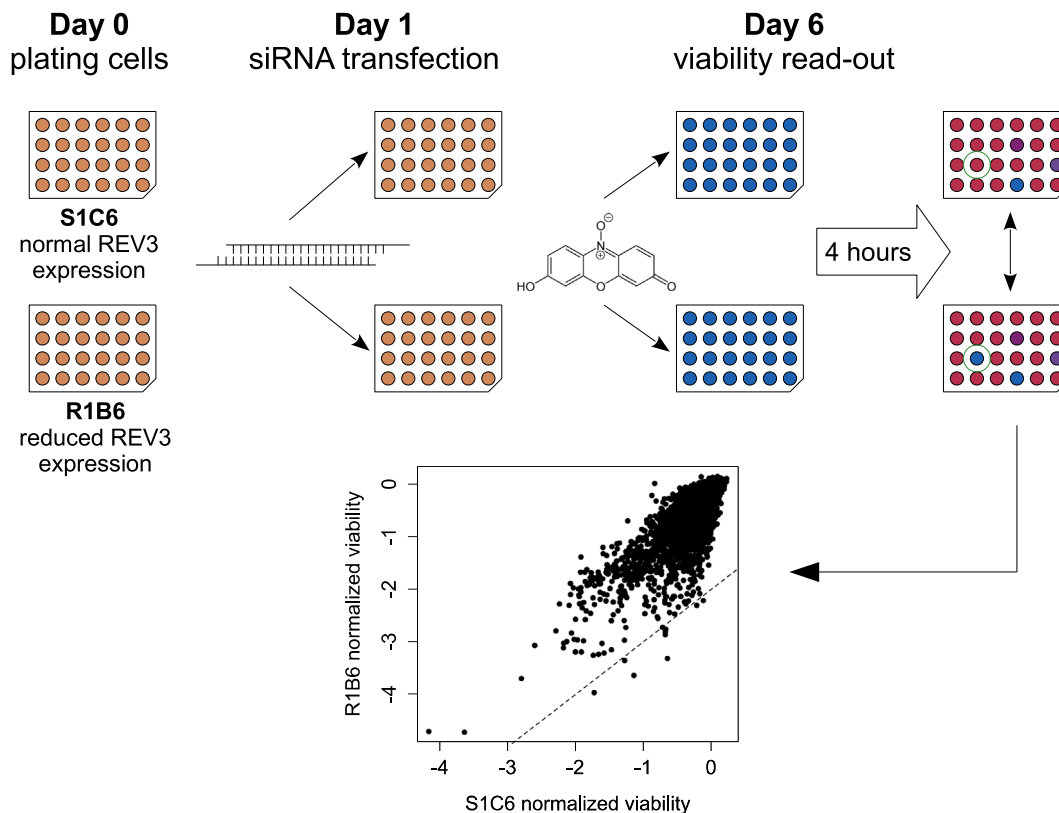 Day 0
plating cells
Day 1
siRNA transfection
Day 6
viability read-out
S1C6
normal REV3
expression
R1B6
reduced REV3
expression
O
⊖
N
⊕
HO
O
O
4 hours
R1B6 normalized viability
0
-1
-2
-3
-4
-4
-3
-2
-1
0
S1C6 normalized viability